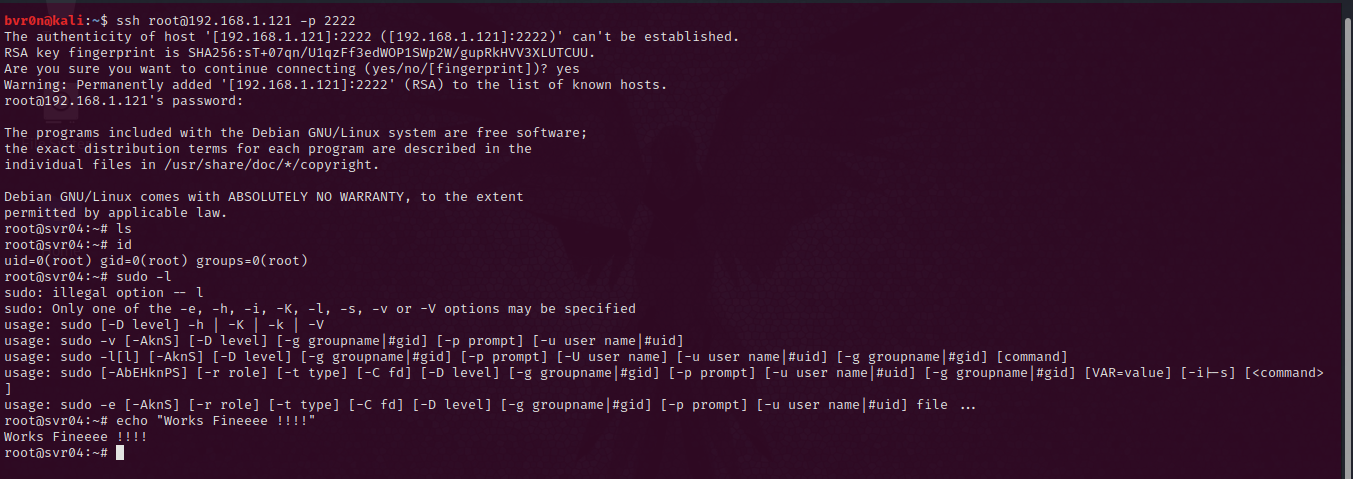 bvr0n@kali:~$ ssh root@192.168.1.121 -p 2222
The authenticity of host '[192.168.1.121]:2222 ([192.168.1.121]:2222)' can't be established.
RSA key fingerprint is SHA256:sT+07qn/U1qzFf3edWOP1SWp2W/gupRkHVV3XLUTCUU.
Are you sure you want to continue connecting (yes/no/[fingerprint])? yes
Warning: Permanently added '[192.168.1.121]:2222' (RSA) to the list of known hosts.
root@192.168.1.121's password:
The programs included with the Debian GNU/Linux system are free software;
the exact distribution terms for each program are described in the
individual files in /usr/share/doc/*/copyright.
Debian GNU/Linux comes with ABSOLUTELY NO WARRANTY, to the extent
permitted by applicable law.
root@svr04:~# ls
root@svr04:~# id
uid=0(root) gid=0(root) groups=0(root)
root@svr04:~# sudo -l
sudo: illegal option -- l
sudo: Only one of the -e, -h, -i, -K, -l, -s, -v or -V options may be specified
usage: sudo [-D level] -h | -K | -k | -V
usage: sudo -v [-AknS] [-D level] [-g groupname|#gid] [-p prompt] [-u user name|#uid]
usage: sudo -l[l] [-AknS] [-D level] [-g groupname|#gid] [-p prompt] [-U user name] [-u user name|#uid] [-g groupname|#gid] [command]
usage: sudo [-AbEHknPS] [-r role] [-t type] [-C fd] [-D level] [-g groupname|#gid] [-p prompt] [-u user name|#uid] [-g groupname|#gid] [VAR=value] [-i|-s] [<command>
]
usage: sudo -e [-AknS] [-r role] [-t type] [-C fd] [-D level] [-g groupname|#gid] [-p prompt] [-u user name|#uid] file ...
root@svr04:~# echo "Works Fineeee !!!!"
Works Fineeee !!!!
root@svr04:~#